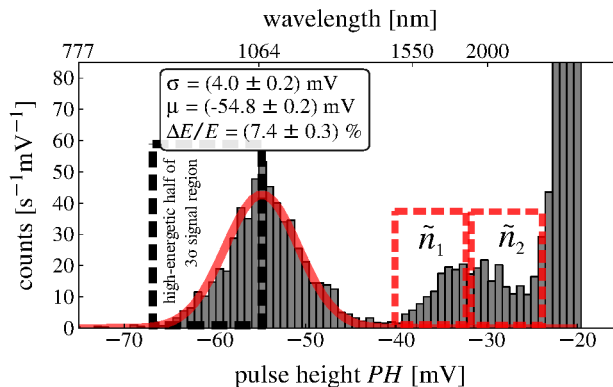 wavelength [nm]
777 1064 1550 2000
σ = (4.0 ± 0.2) mV
μ = (-54.8 ± 0.2) mV
ΔE/E = (7.4 ± 0.3) %
counts [s⁻¹mV⁻¹]
80
70
60
50
40
30
20
10
0
high-energetic half of
3σ signal region
ñ₁ ñ₂
−70 −60 −50 −40 −30 −20 −10
pulse height PH [mV]